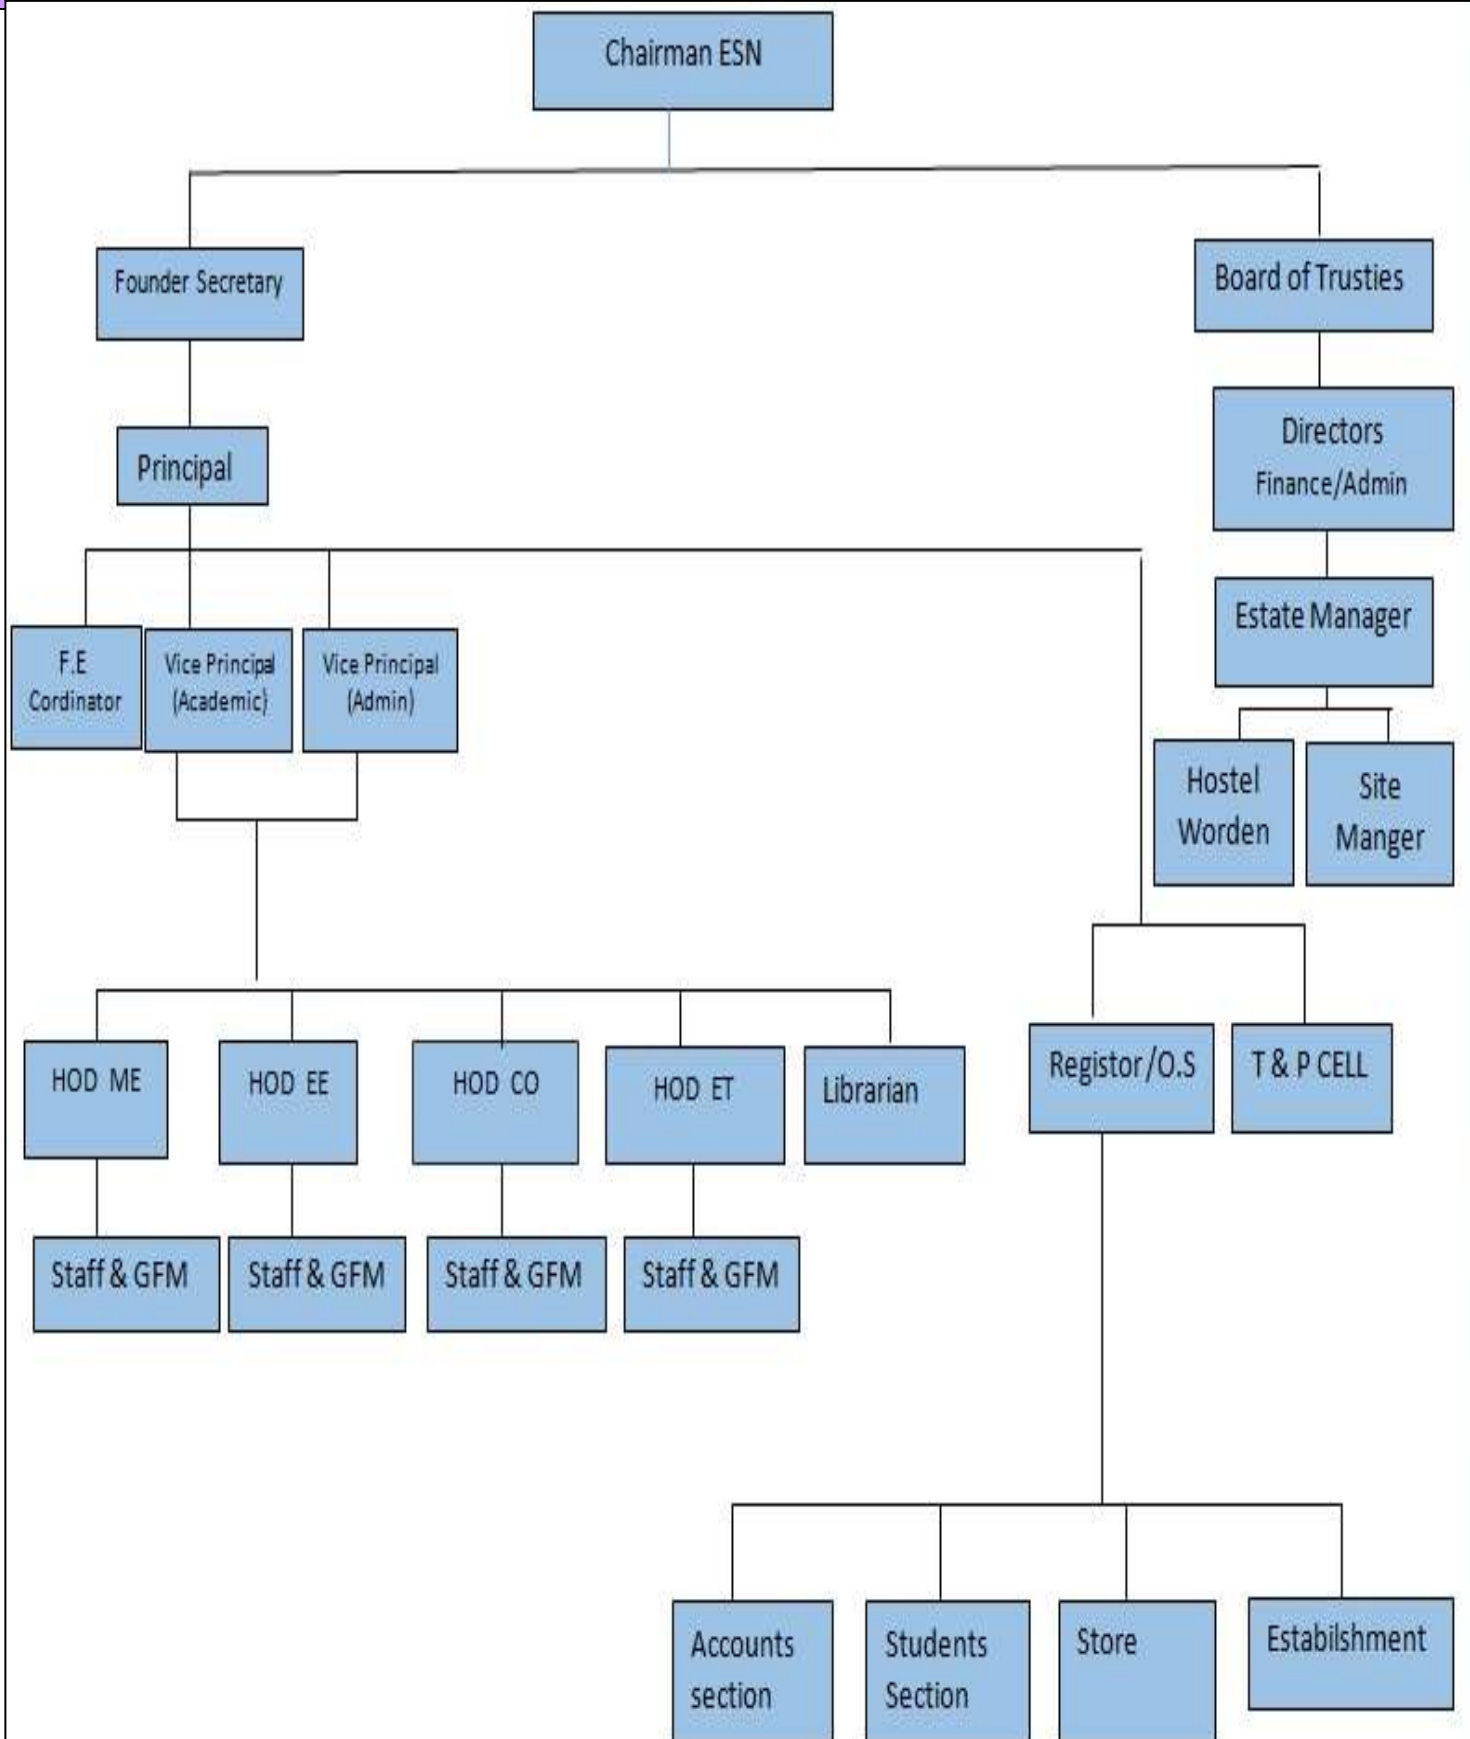 Chairman ESN
Founder Secretary
Board of Trusties
Principal
Directors
Finance/Admin
Estate Manager
F.E
Cordinator
Vice Principal
(Academic)
Vice Principal
(Admin)
Hostel
Worden
Site
Manger
HOD ME
HOD EE
HOD CO
HOD ET
Librarian
Registor/O.S
T & P CELL
Staff & GFM
Staff & GFM
Staff & GFM
Staff & GFM
Accounts
section
Students
Section
Store
Estabilshment